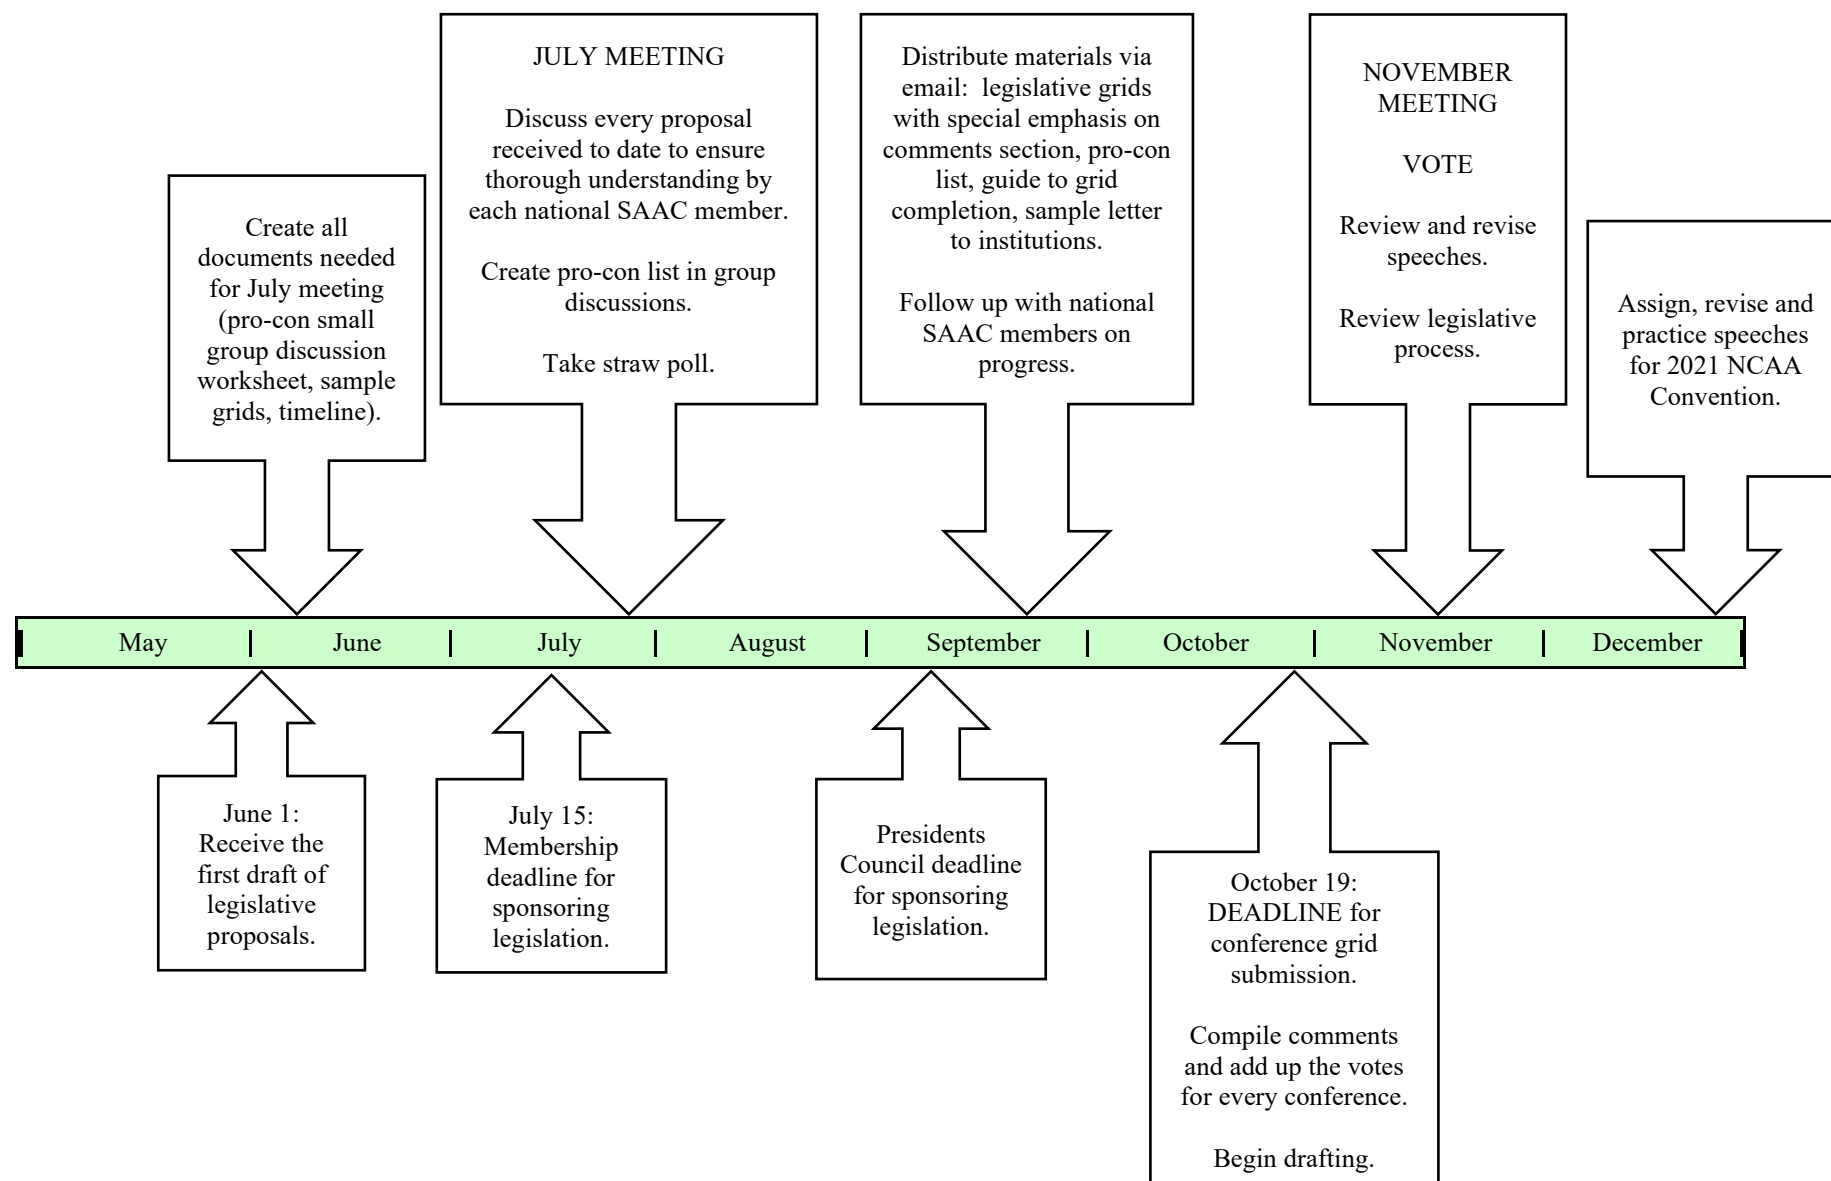 JULY MEETING
Discuss every proposal
received to date to ensure
thorough understanding by
each national SAAC member.
Create pro-con list in group
discussions.
Take straw poll.
Distribute materials via
email:  legislative grids
with special emphasis on
comments section, pro-con
list, guide to grid
completion, sample letter
to institutions.
Follow up with national
SAAC members on
progress.
NOVEMBER
MEETING
VOTE
Review and revise
speeches.
Review legislative
process.
Create all
documents needed
for July meeting
(pro-con small
group discussion
worksheet, sample
grids, timeline).
Assign, revise and
practice speeches
for 2021 NCAA
Convention.
May
June
July
August
September
October
November
December
June 1:
Receive the
first draft of
legislative
proposals.
July 15:
Membership
deadline for
sponsoring
legislation.
Presidents
Council deadline
for sponsoring
legislation.
October 19:
DEADLINE for
conference grid
submission.
Compile comments
and add up the votes
for every conference.
Begin drafting.